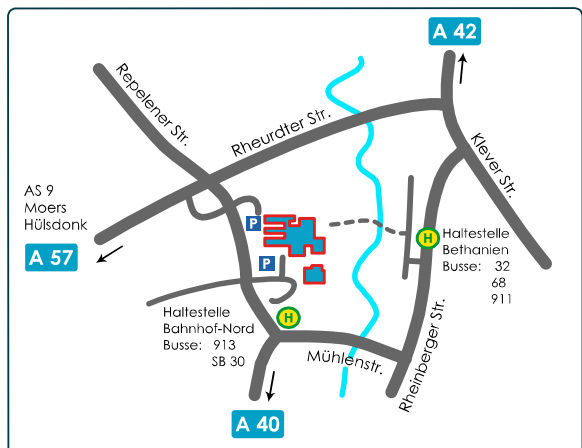 A 42
Repelener Str.
Rheurdter Str.
Klever Str.
AS 9
Moers
Hülsdonk
A 57
P
P
H
Haltestelle
Bethanien
Busse: 32
68
911
Haltestelle
Bahnhof-Nord
Busse: 913
SB 30
H
Mühlenstr.
Rheinberger Str.
A 40